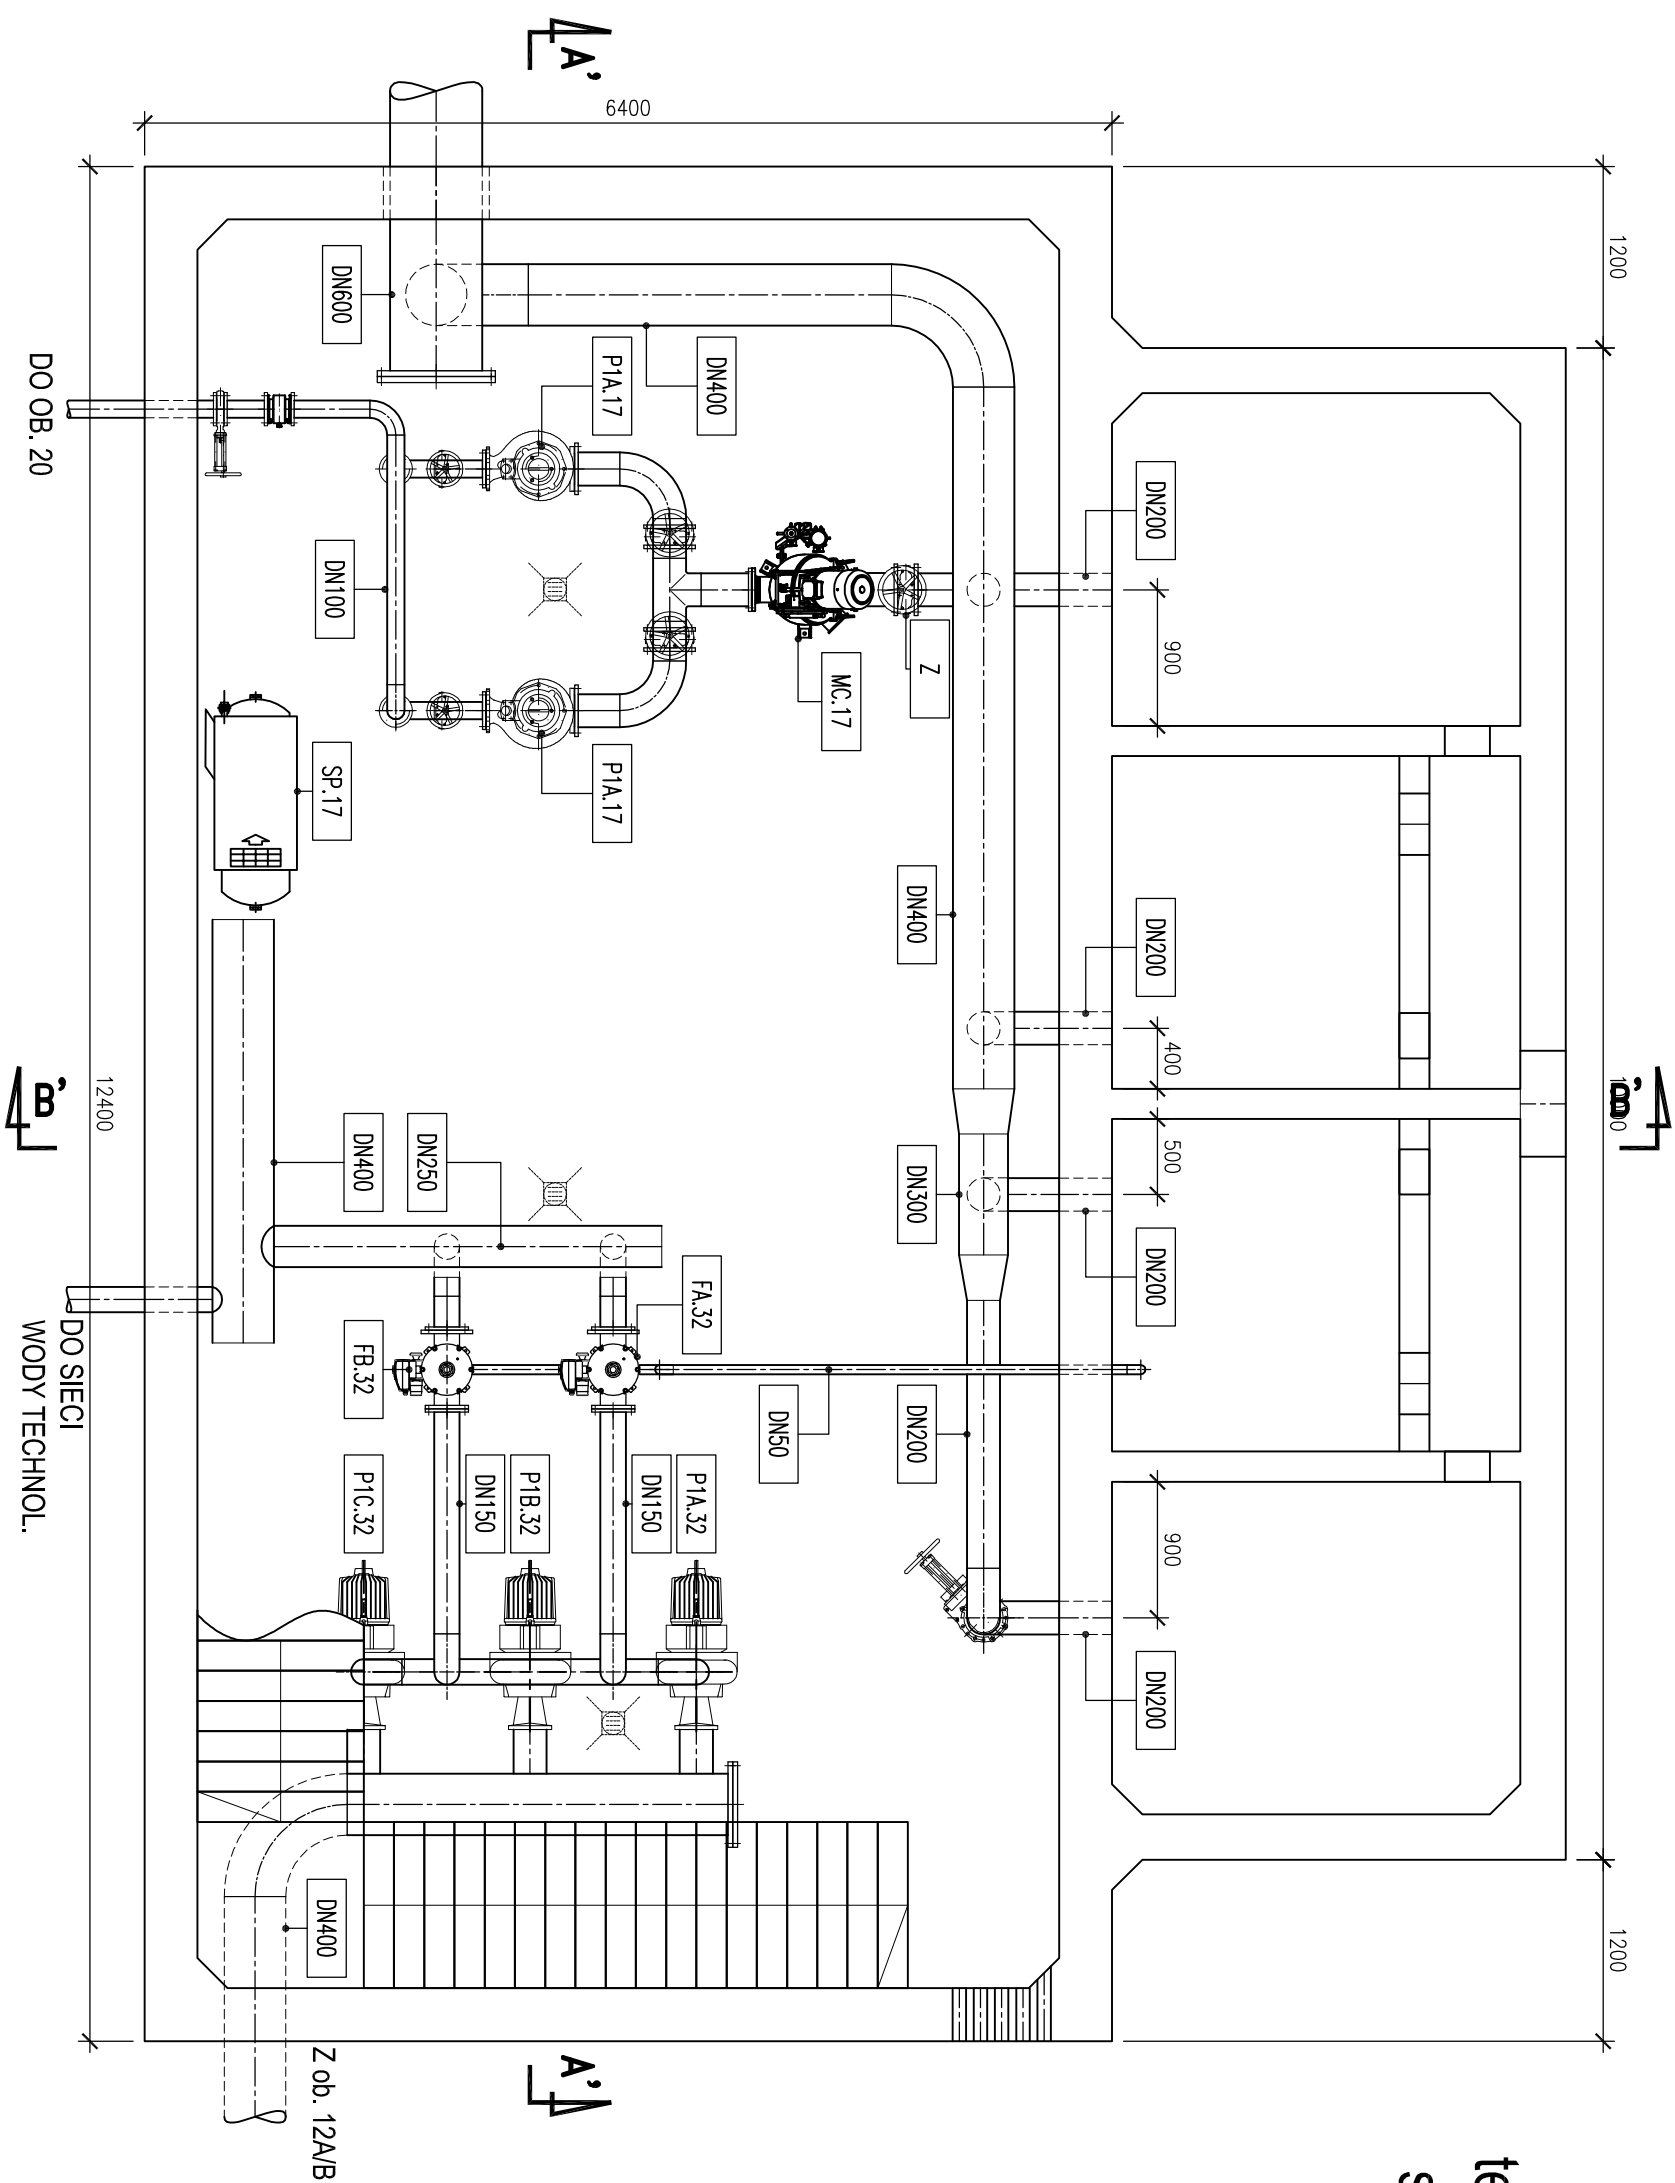 A'
6400
1200
DN600
DN400
P1A.17
DO OB. 20
DN200
900
DN100
Z
MC.17
P1A.17
SP.17
DN400
DN200
400
B'
12400
B'
500
DN400
DN250
DN300
DN200
FA.32
FB.32
DO SIECI
WODY TECHNOL.
DN50
DN200
P1C.32
DN150
P1B.32
DN150
P1A.32
900
DN200
DN400
1200
Z ob. 12A/B
A'